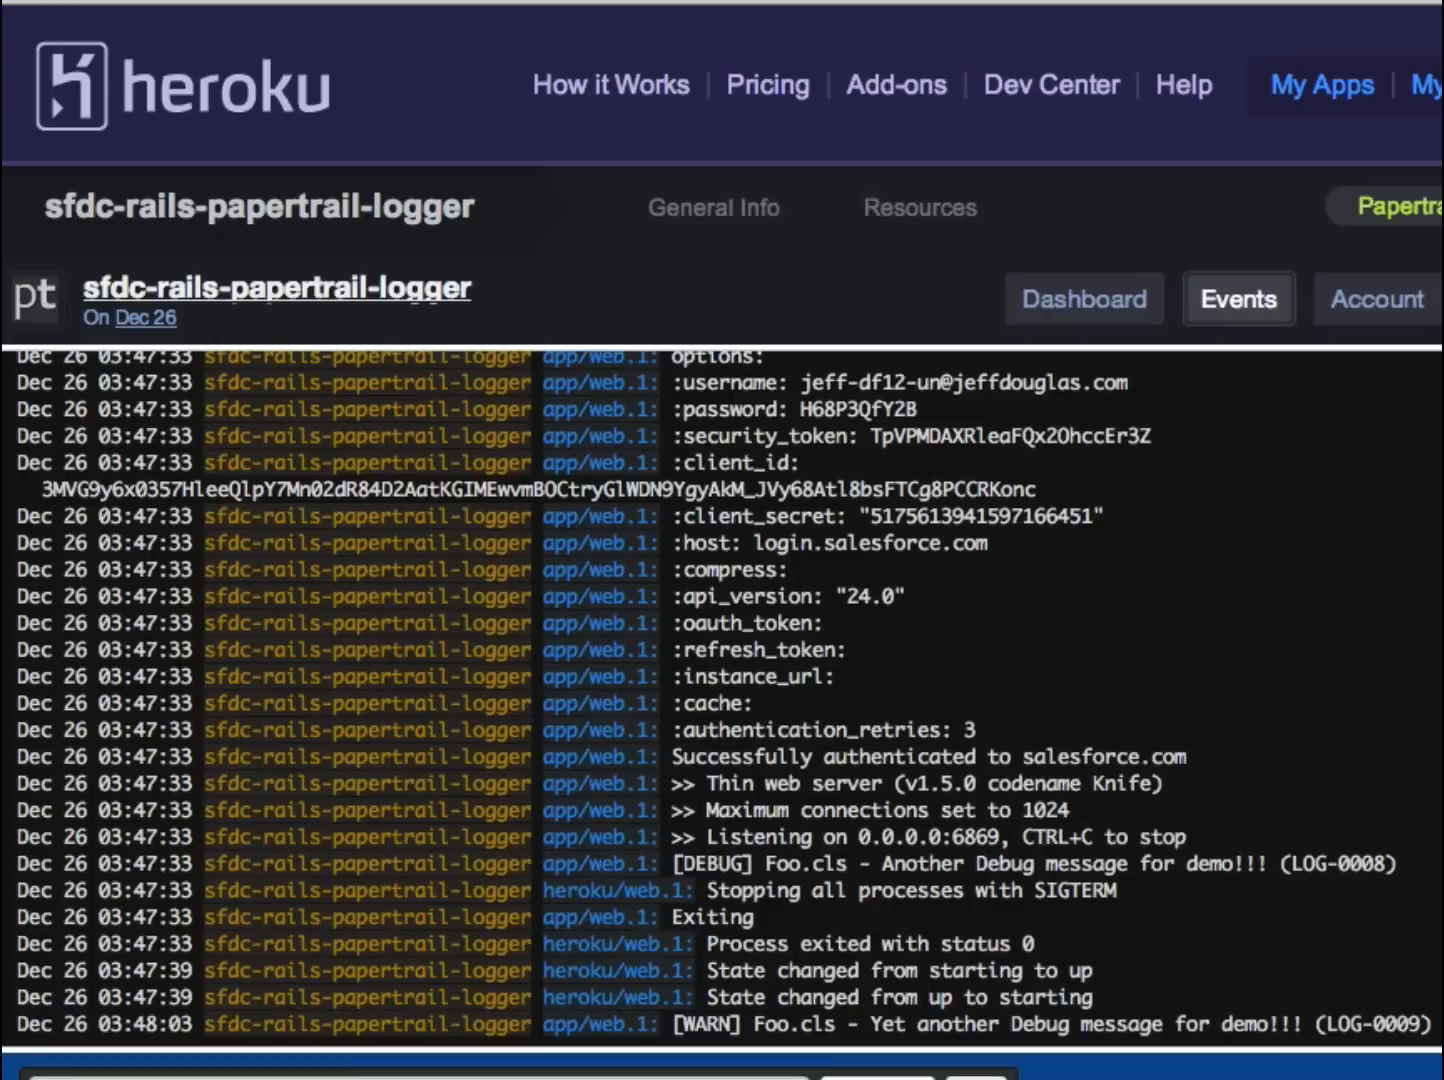 heroku
How it Works Pricing Add-ons Dev Center Help My Apps My
sfdc-rails-papertrail-logger General Info Resources Papertra
pt sfdc-rails-papertrail-logger Dashboard Events Account
On Dec 26
Dec 26 03:47:33 sfdc-rails-papertrail-logger app/web.1: options:
Dec 26 03:47:33 sfdc-rails-papertrail-logger app/web.1: :username: jeff-df12-un@jeffdouglas.com
Dec 26 03:47:33 sfdc-rails-papertrail-logger app/web.1: :password: H68P3QfY2B
Dec 26 03:47:33 sfdc-rails-papertrail-logger app/web.1: :security_token: TpVPMDAXRleaFQx2OhccEr3Z
Dec 26 03:47:33 sfdc-rails-papertrail-logger app/web.1: :client_id:
3MVG9y6x0357HleeQlpY7Mn02dR84D2AatKGIMEwvmBOCtryGlWDN9YgyAkM_JVy68Atl8bsFTCg8PCCRKonc
Dec 26 03:47:33 sfdc-rails-papertrail-logger app/web.1: :client_secret: "5175613941597166451"
Dec 26 03:47:33 sfdc-rails-papertrail-logger app/web.1: :host: login.salesforce.com
Dec 26 03:47:33 sfdc-rails-papertrail-logger app/web.1: :compress:
Dec 26 03:47:33 sfdc-rails-papertrail-logger app/web.1: :api_version: "24.0"
Dec 26 03:47:33 sfdc-rails-papertrail-logger app/web.1: :oauth_token:
Dec 26 03:47:33 sfdc-rails-papertrail-logger app/web.1: :refresh_token:
Dec 26 03:47:33 sfdc-rails-papertrail-logger app/web.1: :instance_url:
Dec 26 03:47:33 sfdc-rails-papertrail-logger app/web.1: :cache:
Dec 26 03:47:33 sfdc-rails-papertrail-logger app/web.1: :authentication_retries: 3
Dec 26 03:47:33 sfdc-rails-papertrail-logger app/web.1: Successfully authenticated to salesforce.com
Dec 26 03:47:33 sfdc-rails-papertrail-logger app/web.1: >> Thin web server (v1.5.0 codename Knife)
Dec 26 03:47:33 sfdc-rails-papertrail-logger app/web.1: >> Maximum connections set to 1024
Dec 26 03:47:33 sfdc-rails-papertrail-logger app/web.1: >> Listening on 0.0.0.0:6869, CTRL+C to stop
Dec 26 03:47:33 sfdc-rails-papertrail-logger app/web.1: [DEBUG] Foo.cls - Another Debug message for demo!!! (LOG-0008)
Dec 26 03:47:33 sfdc-rails-papertrail-logger heroku/web.1: Stopping all processes with SIGTERM
Dec 26 03:47:33 sfdc-rails-papertrail-logger app/web.1: Exiting
Dec 26 03:47:33 sfdc-rails-papertrail-logger heroku/web.1: Process exited with status 0
Dec 26 03:47:39 sfdc-rails-papertrail-logger heroku/web.1: State changed from starting to up
Dec 26 03:47:39 sfdc-rails-papertrail-logger heroku/web.1: State changed from up to starting
Dec 26 03:48:03 sfdc-rails-papertrail-logger app/web.1: [WARN] Foo.cls - Yet another Debug message for demo!!! (LOG-0009)